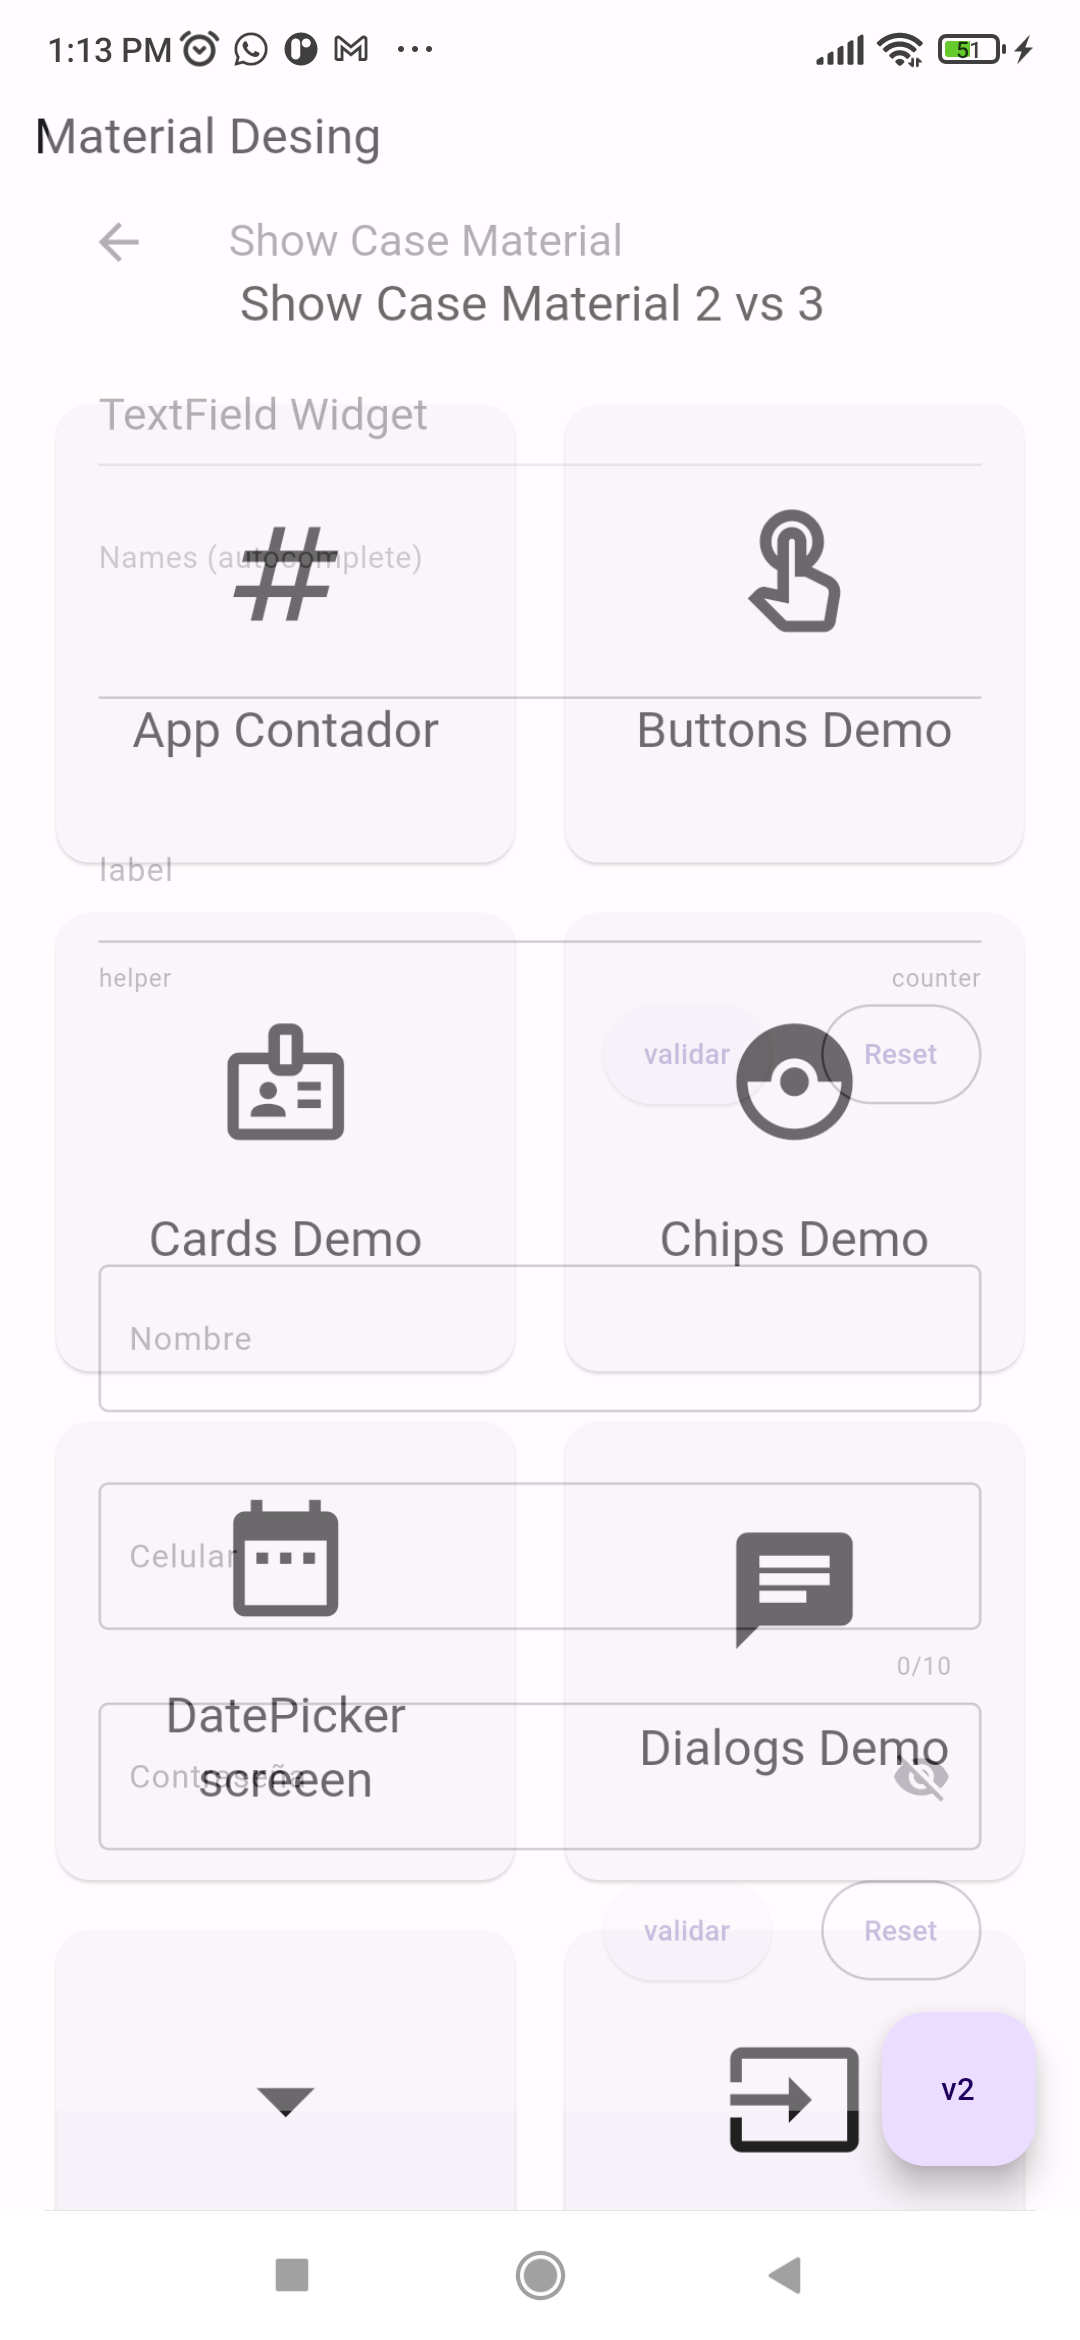 1:13 PM
51
Material Desing
Show Case Material
Show Case Material 2 vs 3
TextField Widget
Names (autocomplete)
App Contador
Buttons Demo
label
helper
counter
validar
Reset
Cards Demo
Chips Demo
Nombre
Celular
0/10
DatePicker
screeen
Dialogs Demo
Contraseña
validar
Reset
v2